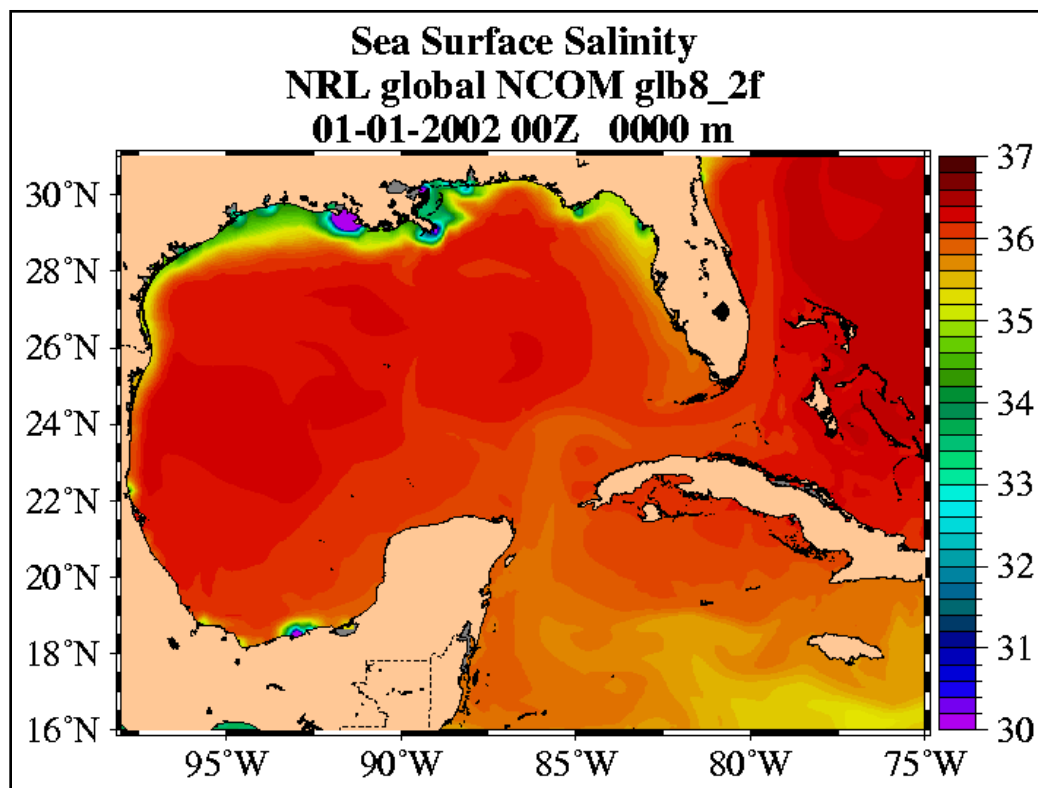 Sea Surface Salinity
NRL global NCOM glb8_2f
01-01-2002 00Z 0000 m
30°N
28°N
26°N
24°N
22°N
20°N
18°N
16°N
95°W
90°W
85°W
80°W
75°W
37
36
35
34
33
32
31
30